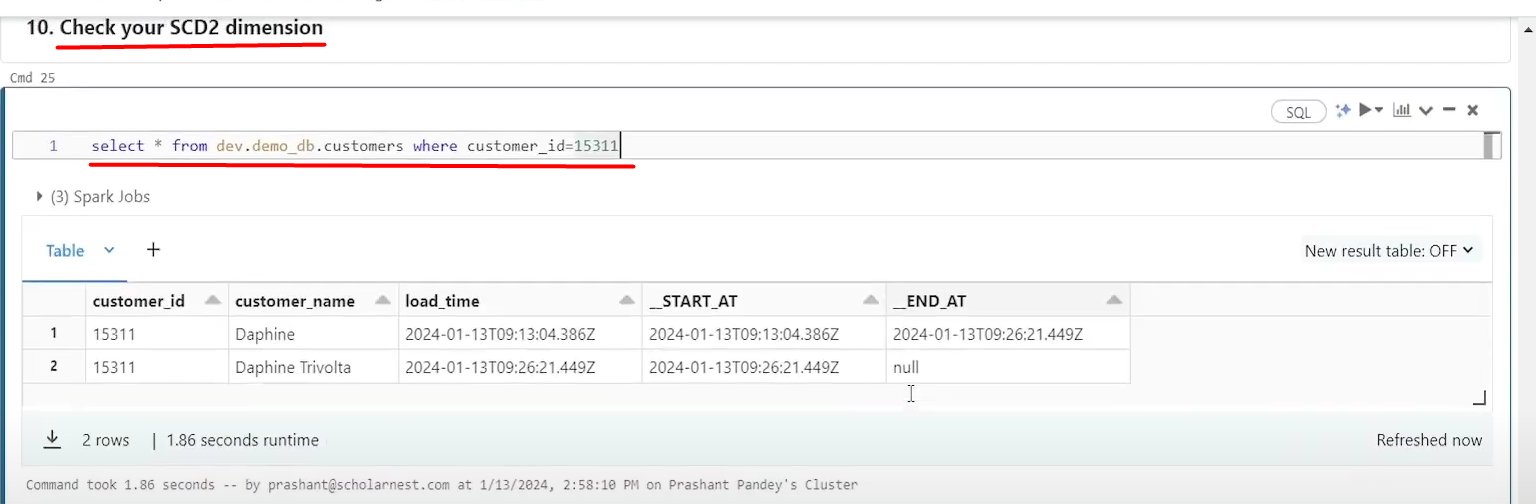 10. Check your SCD2 dimension
Cmd 25
SQL
1 select * from dev.demo_db.customers where customer_id=15311
(3) Spark Jobs
Table +
New result table: OFF
customer_id customer_name load_time __START_AT __END_AT
1 15311 Daphine 2024-01-13T09:13:04.386Z 2024-01-13T09:13:04.386Z 2024-01-13T09:26:21.449Z
2 15311 Daphine Trivolta 2024-01-13T09:26:21.449Z 2024-01-13T09:26:21.449Z null
2 rows | 1.86 seconds runtime
Refreshed now
Command took 1.86 seconds -- by prashant@scholarnest.com at 1/13/2024, 2:58:10 PM on Prashant Pandey's Cluster